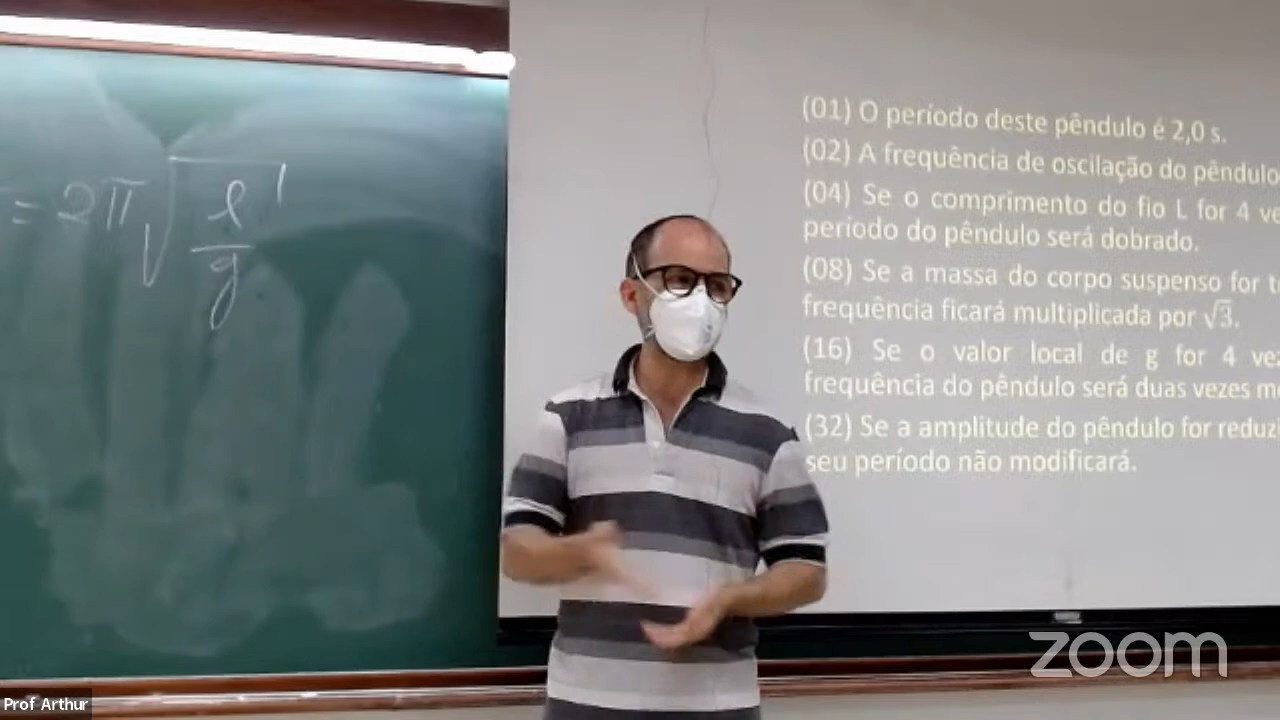 = 2π √ l / g
(01) O período deste pêndulo é 2,0 s.
(02) A frequência de oscilação do pêndulo
(04) Se o comprimento do fio L for 4
período do pêndulo será dobrado.
(08) Se a massa do corpo suspenso for
frequência ficará multiplicada por √3.
(16) Se o valor local de g for 4
frequência do pêndulo será duas vezes
(32) Se a amplitude do pêndulo for
seu período não modificará.
zoom
Prof Arthur